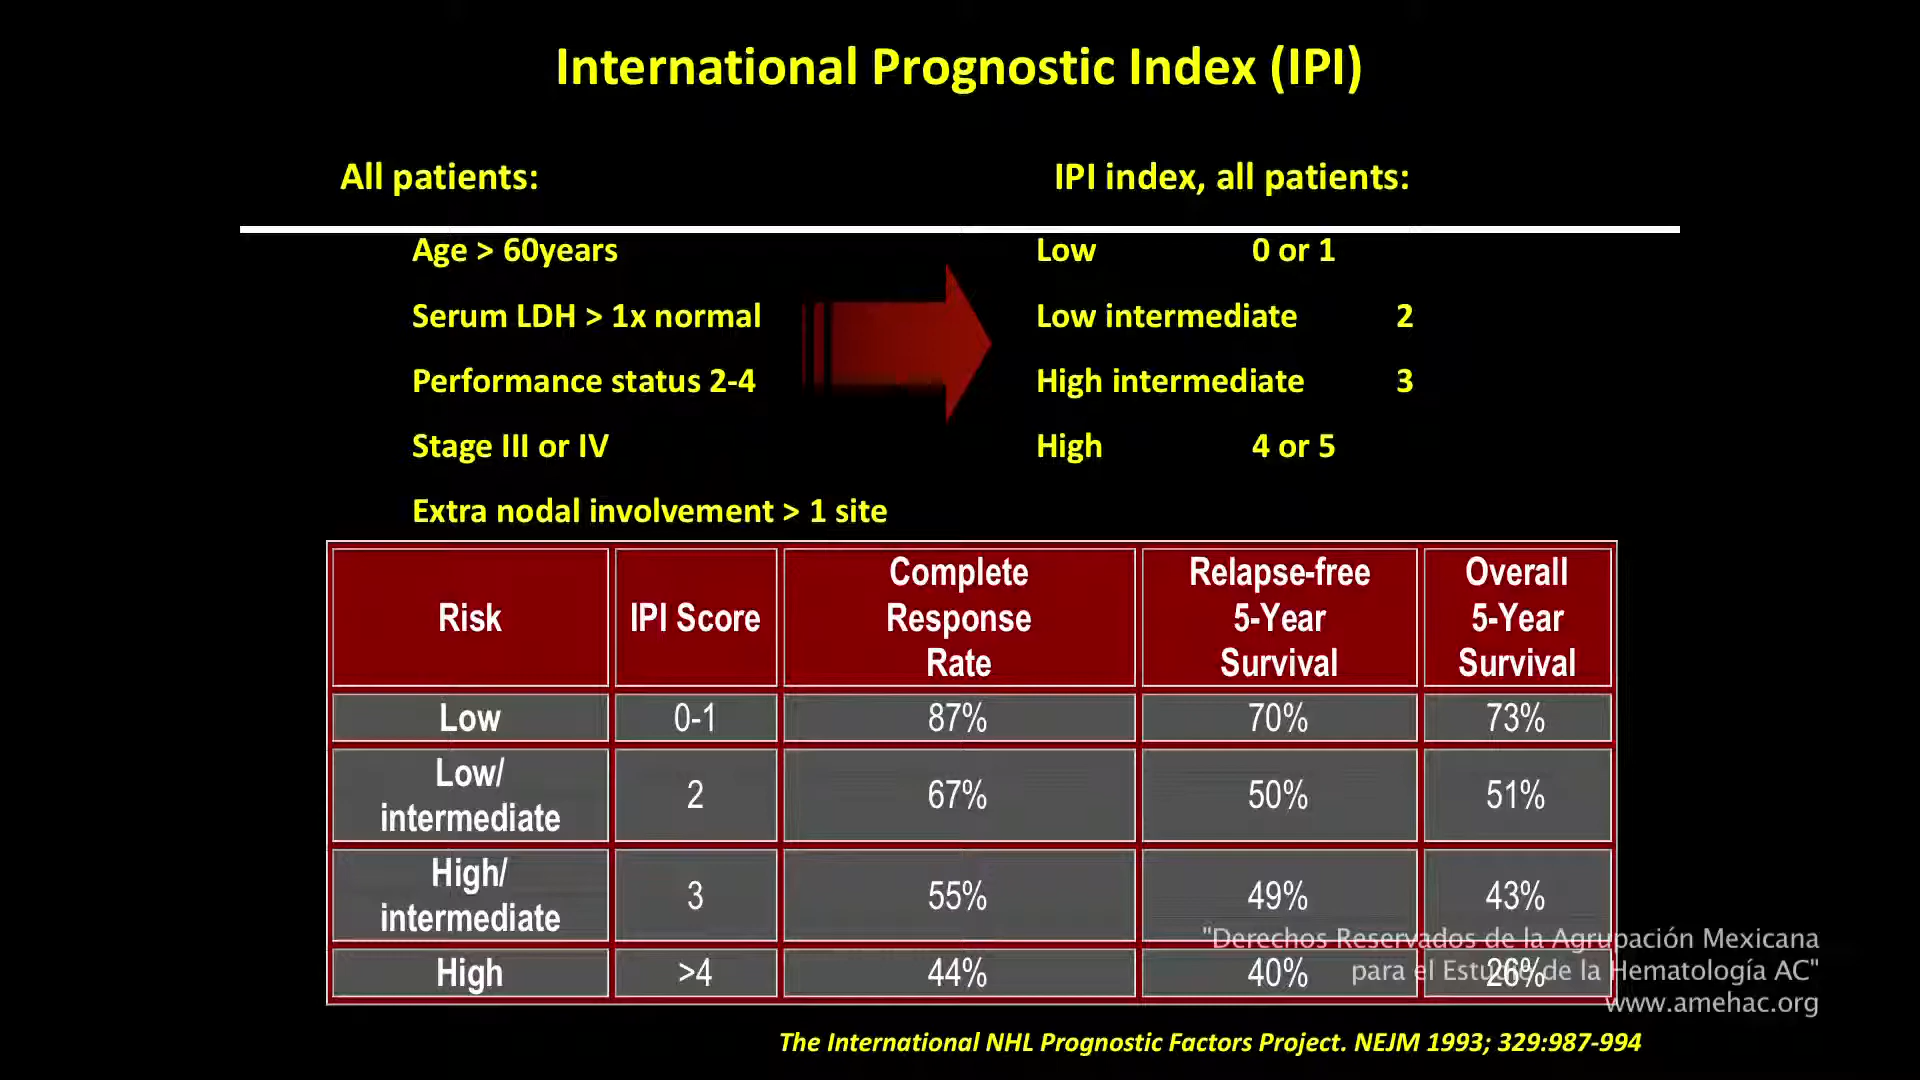 International Prognostic Index (IPI)
All patients:
IPI index, all patients:
Age > 60years
Low 0 or 1
Serum LDH > 1x normal
Low intermediate 2
Performance status 2-4
High intermediate 3
Stage III or IV
High 4 or 5
Extra nodal involvement > 1 site
Risk
IPI Score
Complete
Response
Rate
Relapse-free
5-Year
Survival
Overall
5-Year
Survival
Low 0-1 87% 70% 73%
Low/
intermediate
2 67% 50% 51%
High/
intermediate
3 55% 49% 43%
High >4 44% 40% 26%
"Derechos Reservados de la Agrupación Mexicana
para el Estudio de la Hematología AC"
www.amehac.org
The International NHL Prognostic Factors Project. NEJM 1993; 329:987-994